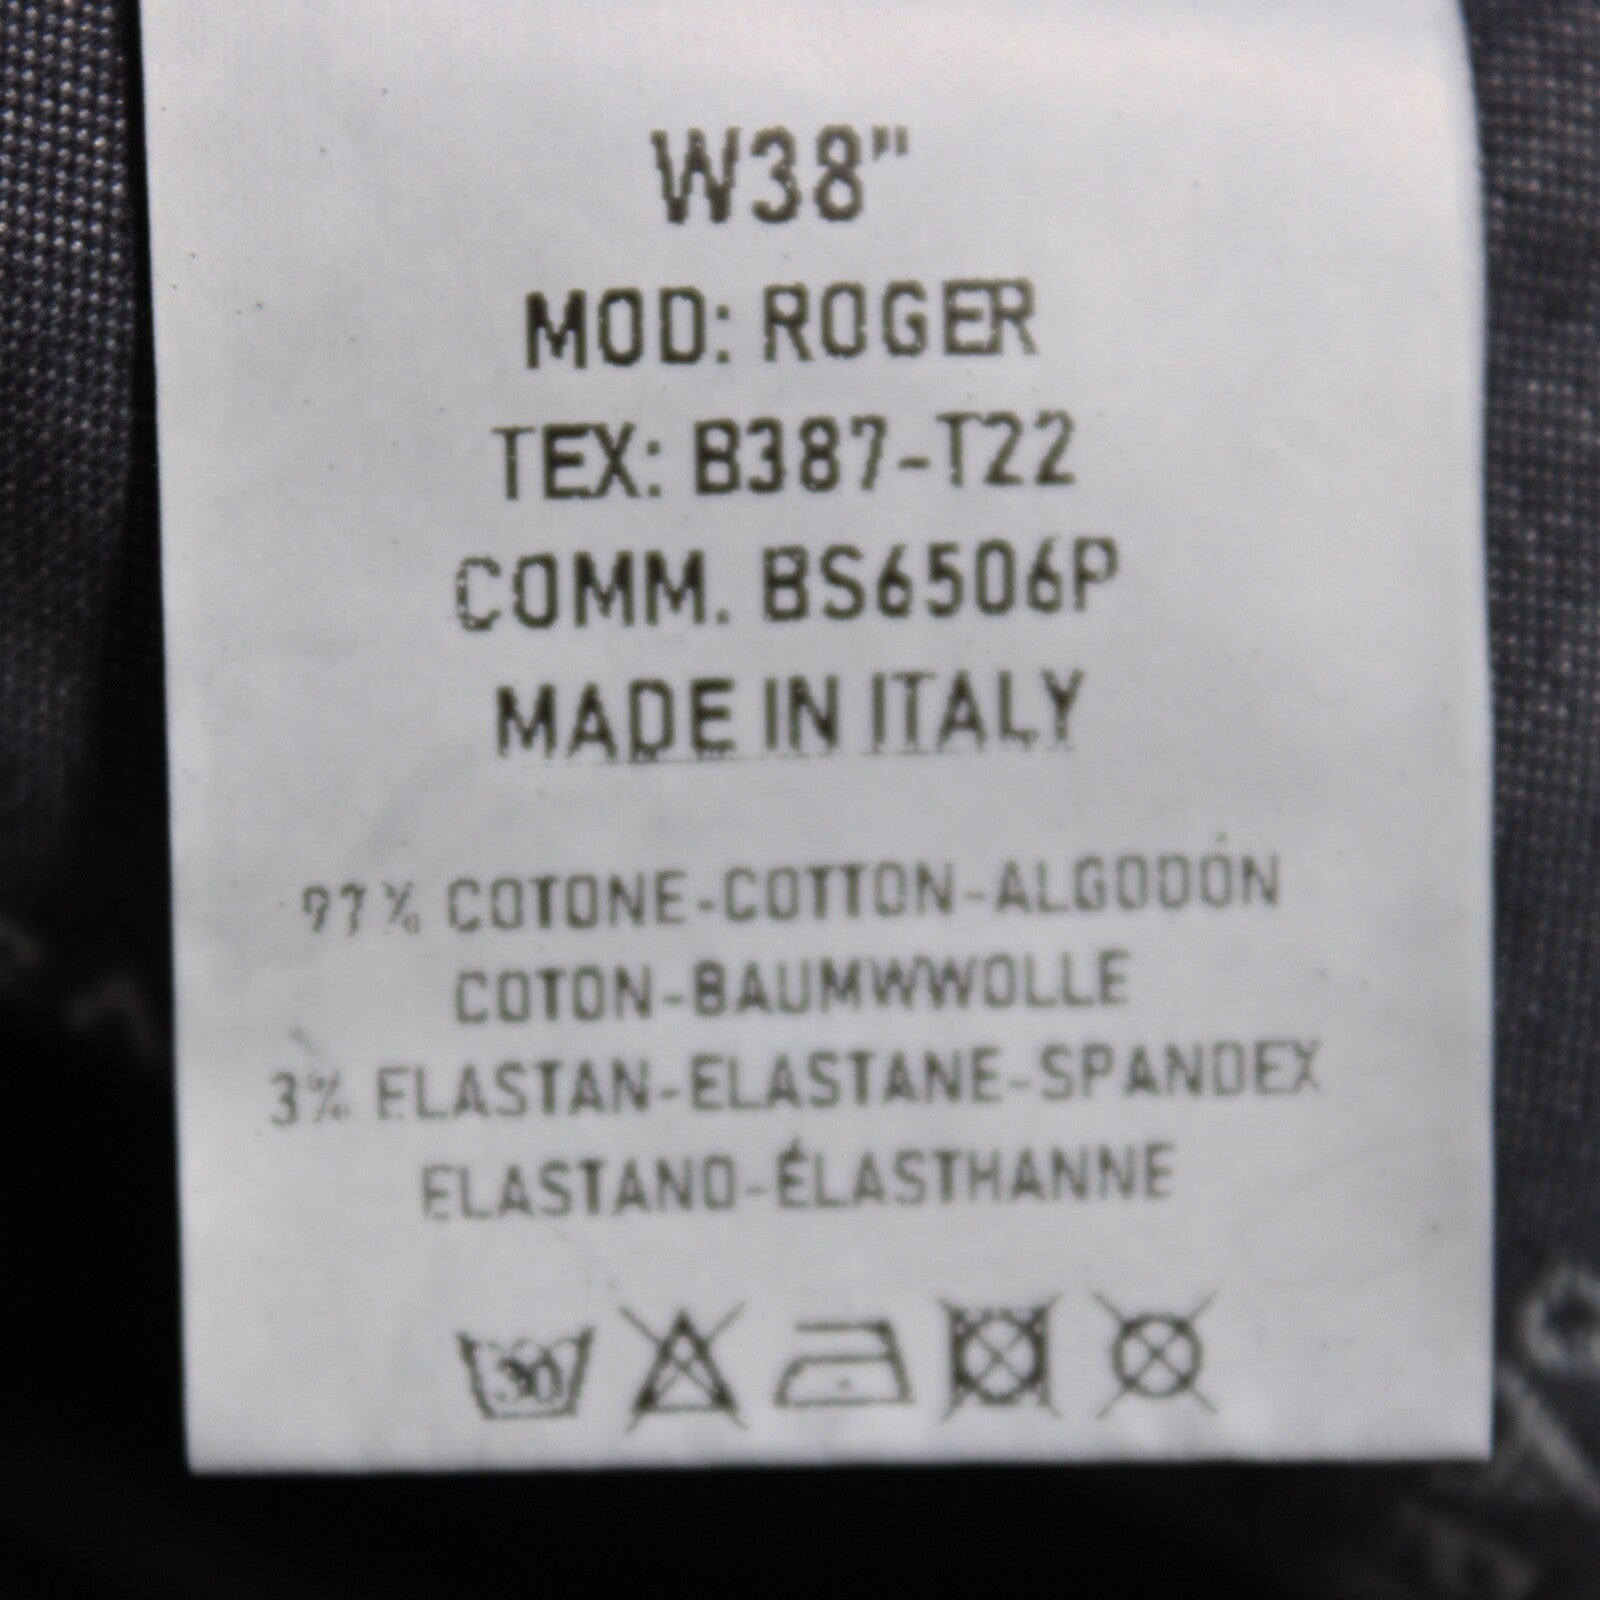 W38"
MOD: ROGER
TEX: B387-T22
COMM. BS6506P
MADE IN ITALY
97% COTONE-COTTON-ALGODÓN
COTON-BAUMWWOLLE
3% ELASTAN-ELASTANE-SPANDEX
ELASTANO-ÉLASTHANNE
30